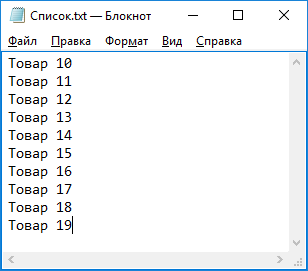 Список.txt — Блокнот
Файл Правка Формат Вид Справка
Товар 10
Товар 11
Товар 12
Товар 13
Товар 14
Товар 15
Товар 16
Товар 17
Товар 18
Товар 19